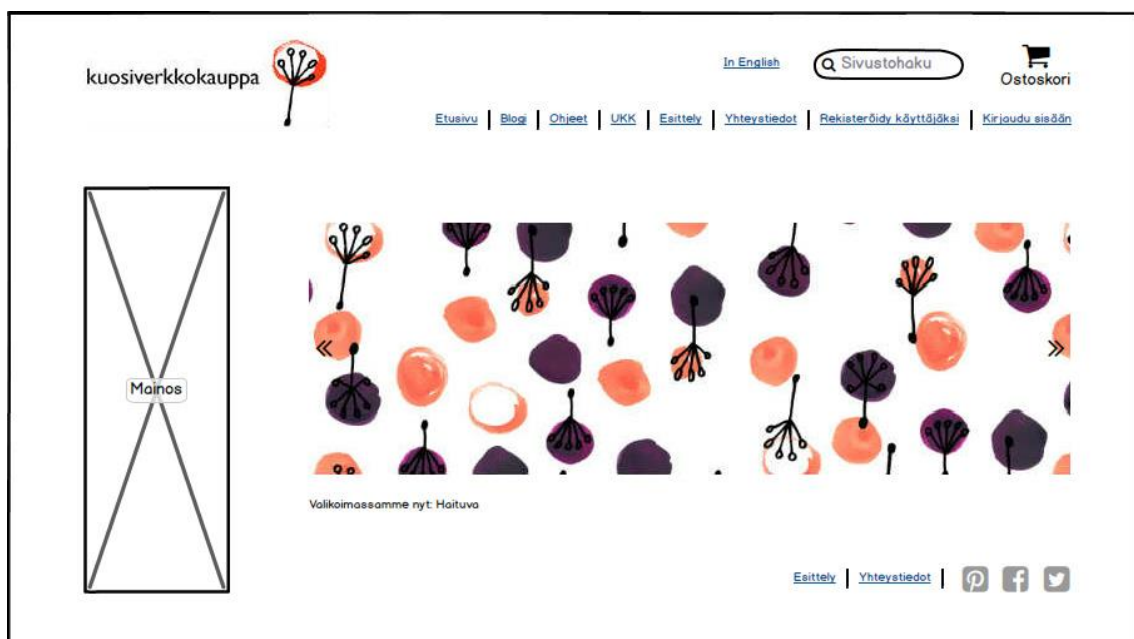 kuosiverkkokauppa
In English
Sivustohaku
Ostoskori
Etusivu | Blogi | Ohjeet | UKK | Esittely | Yhteystiedot | Rekisteröidy käyttäjäksi | Kirjaudu sisään
Mainos
« »
Valikoimassamme nyt: Haituva
Esittely | Yhteystiedot |